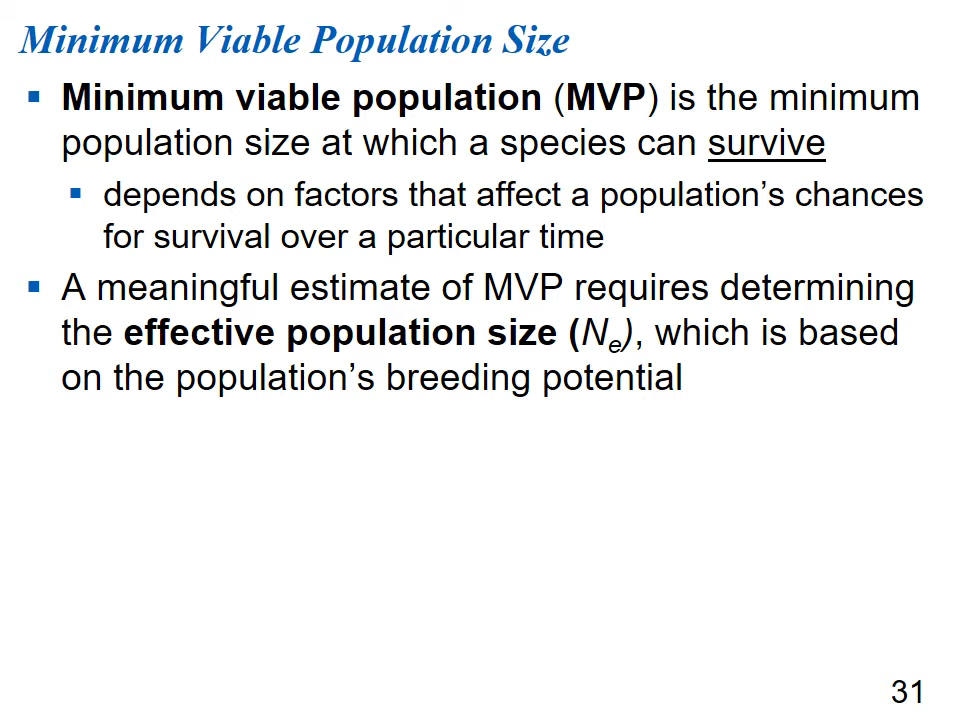 Minimum Viable Population Size
▪ Minimum viable population (MVP) is the minimum
population size at which a species can survive
▪ depends on factors that affect a population’s chances
for survival over a particular time
▪ A meaningful estimate of MVP requires determining
the effective population size (Ne), which is based
on the population’s breeding potential
31